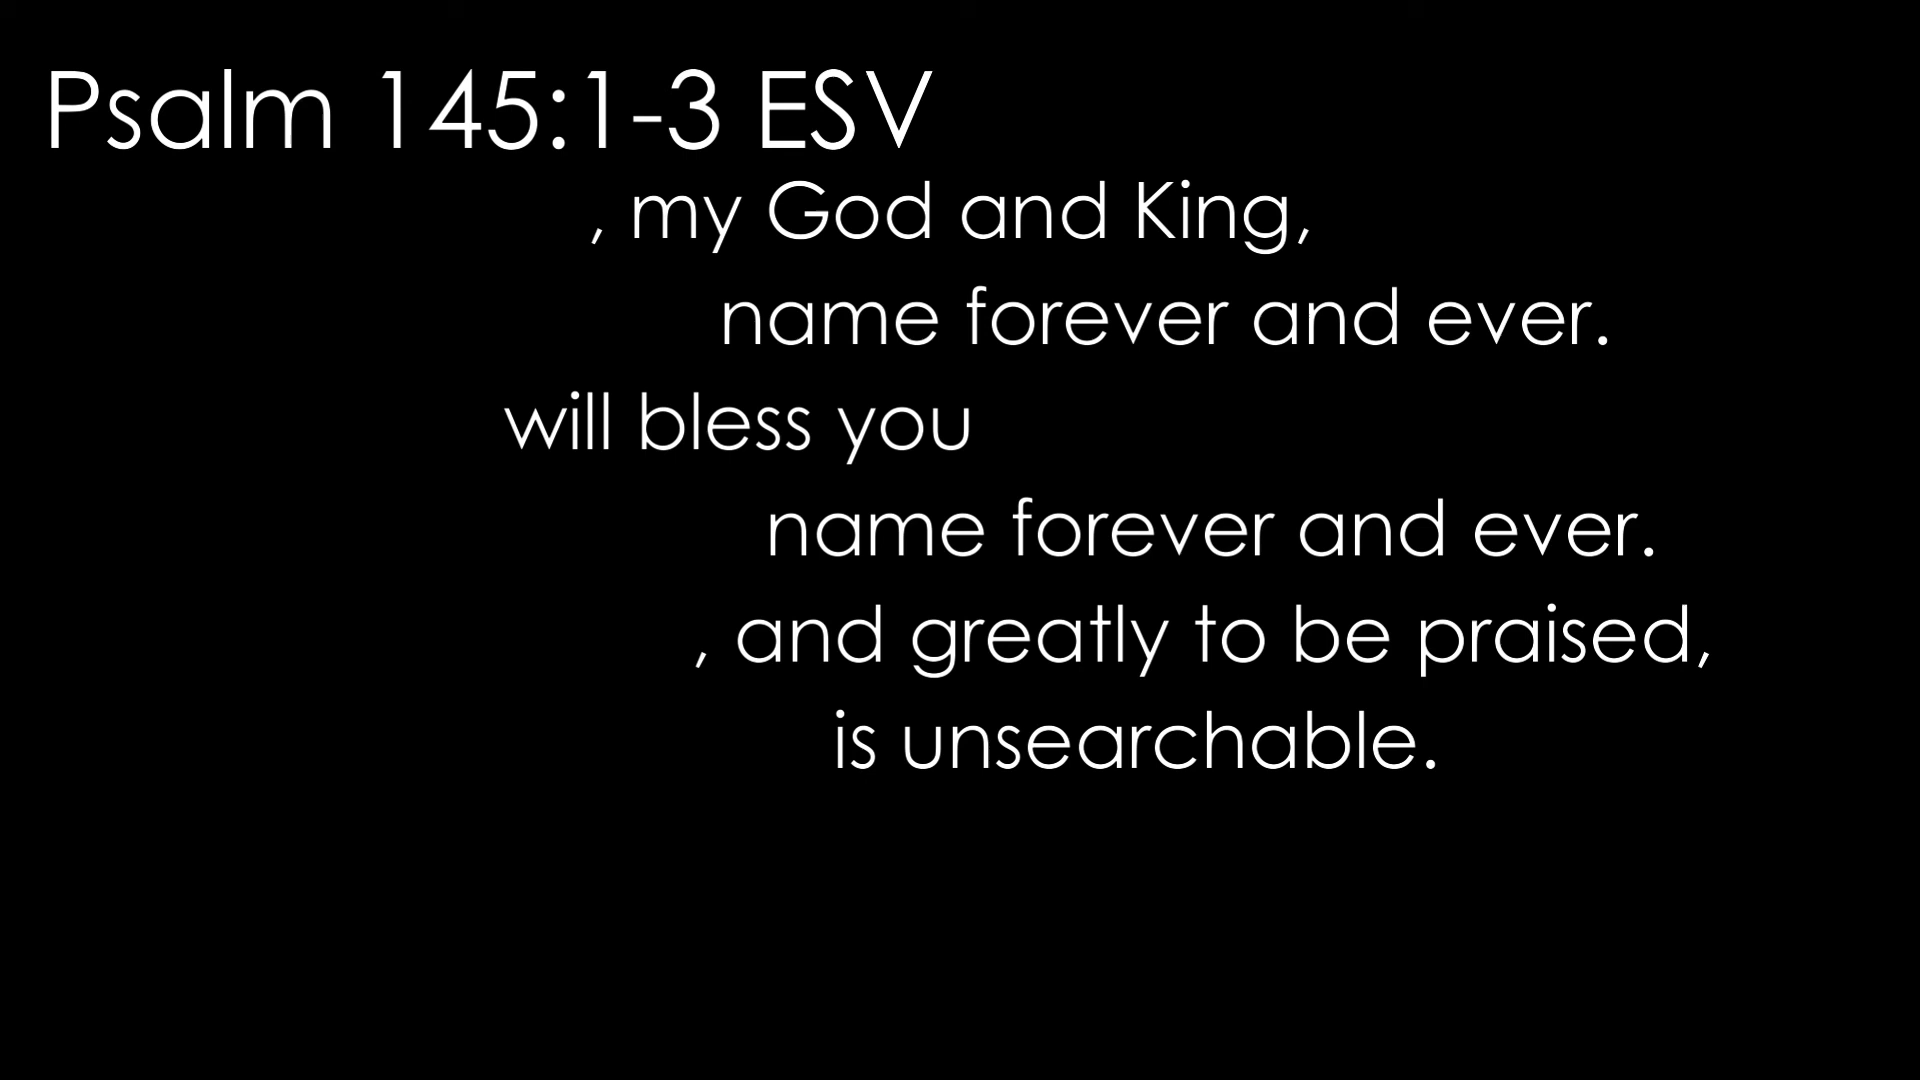 Psalm 145:1-3 ESV
, my God and King,
name forever and ever.
will bless you
name forever and ever.
, and greatly to be praised,
is unsearchable.